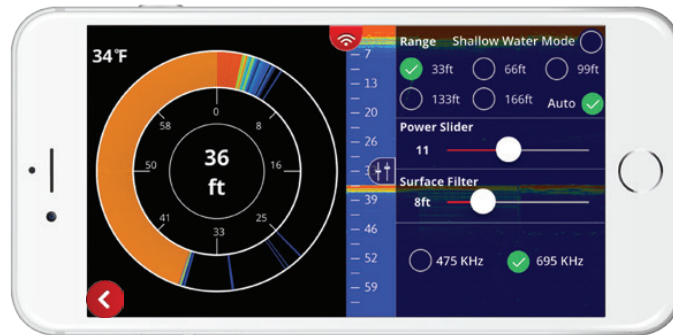 34°F
0
8
16
25
33
41
50
58
36
ft
7
13
20
26
39
46
52
59
Range Shallow Water Mode
33ft 66ft 99ft
133ft 166ft Auto
Power Slider
11
Surface Filter
8ft
475 KHz 695 KHz